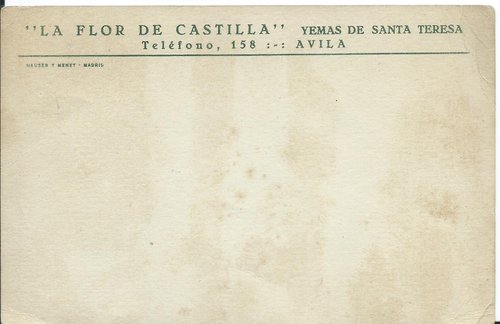 ''LA FLOR DE CASTILLA'' YEMAS DE SANTA TERESA
Teléfono, 158 :-: AVILA
HAUSER Y MENET - MADRID